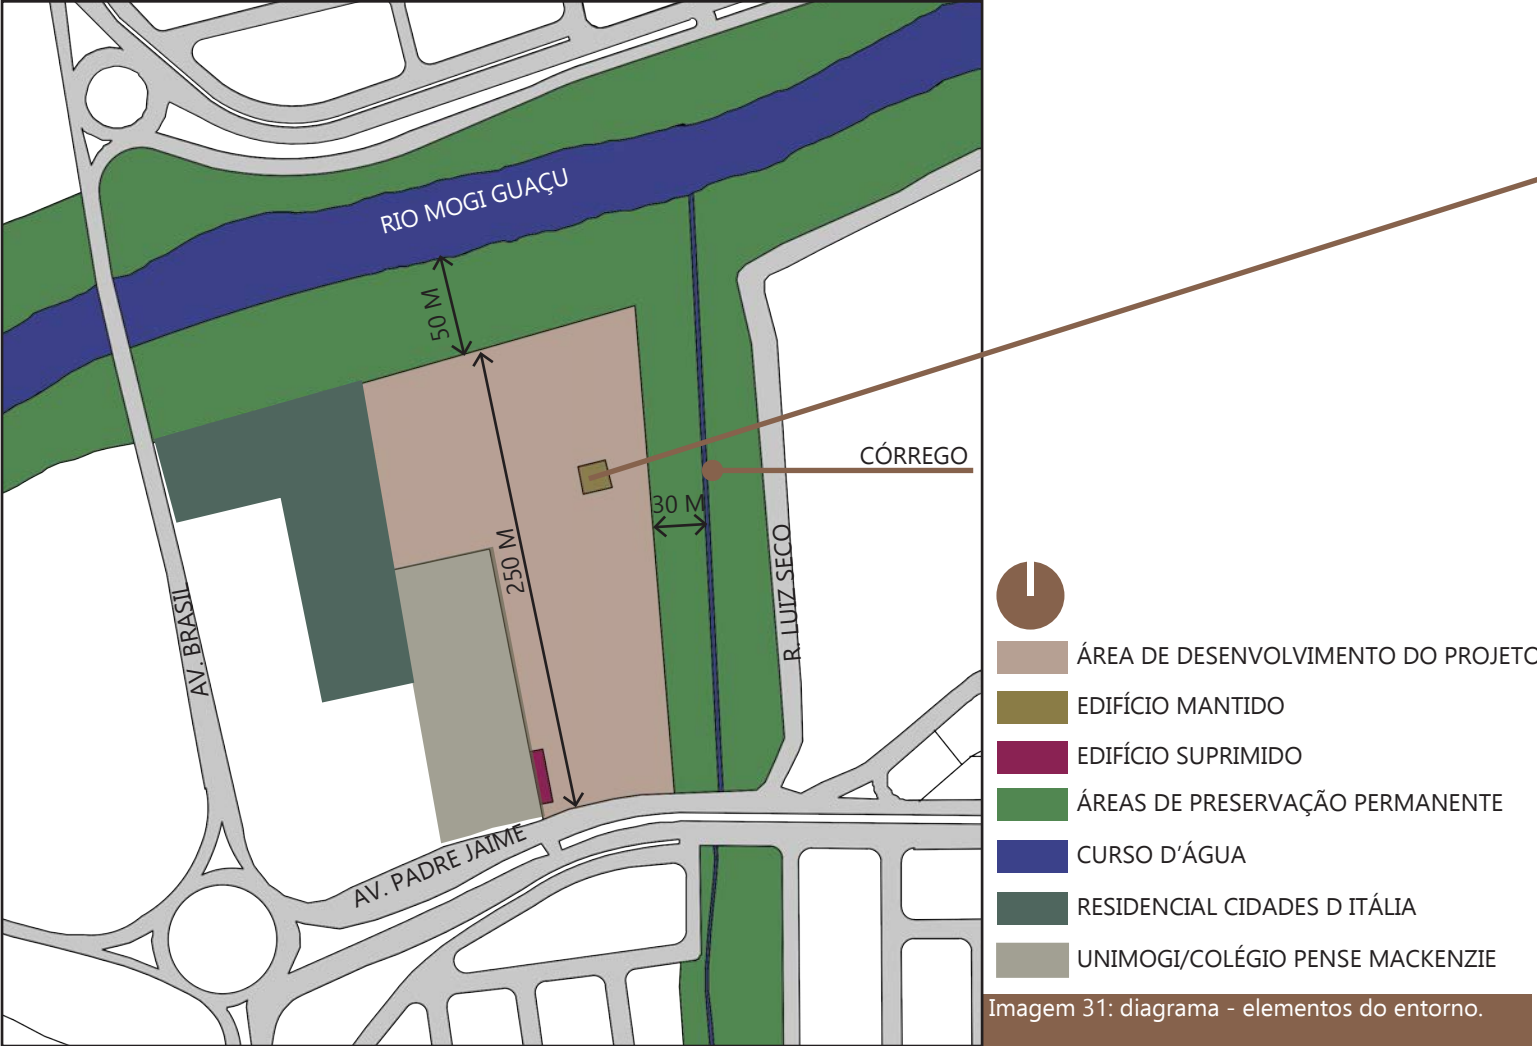 RIO MOGI GUAÇU
50 M
CÓRREGO
30 M
250 M
R. LUIZ SECO
AV. BRASIL
AV. PADRE JAIME
ÁREA DE DESENVOLVIMENTO DO PROJETO
EDIFÍCIO MANTIDO
EDIFÍCIO SUPRIMIDO
ÁREAS DE PRESERVAÇÃO PERMANENTE
CURSO D’ÁGUA
RESIDENCIAL CIDADES D ITÁLIA
UNIMOGI/COLÉGIO PENSE MACKENZIE
Imagem 31: diagrama - elementos do entorno.